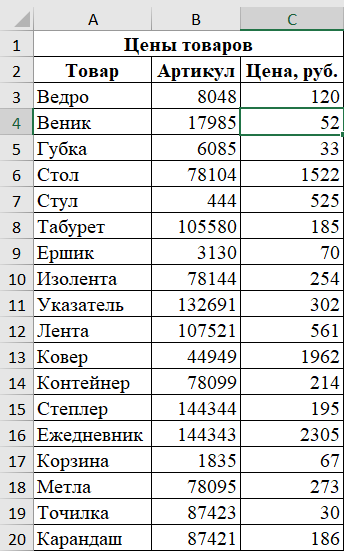 A B C
1 Цены товаров
2 Товар Артикул Цена, руб.
3 Ведро 8048 120
4 Веник 17985 52
5 Губка 6085 33
6 Стол 78104 1522
7 Стул 444 525
8 Табурет 105580 185
9 Ершик 3130 70
10 Изолента 78144 254
11 Указатель 132691 302
12 Лента 107521 561
13 Ковер 44949 1962
14 Контейнер 78099 214
15 Степлер 144344 195
16 Ежедневник 144343 2305
17 Корзина 1835 67
18 Метла 78095 273
19 Точилка 87423 30
20 Карандаш 87421 186